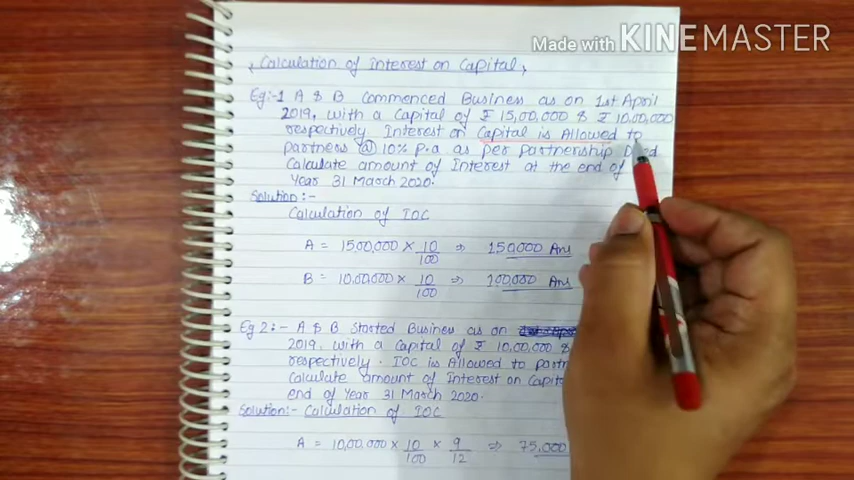 Made with KINEMASTER
Calculation of Interest on Capital
Eg:-1 A & B Commenced Business as on 1st April
2019, with a Capital of ₹ 15,00,000 & ₹ 10,00,000
respectively Interest on Capital is Allowed to
partners @ 10% P.a as per partnership
Calculate amount of Interest at the end of
Year 31 March 2020.
Solution:-
Calculation of IOC
A = 15,00,000 × 10/100 ⇒ 150,000 Ans
B = 10,00,000 × 10/100 ⇒ 100,000 Ans
Eg 2:- A & B Started Business as on
2019, with a Capital of ₹ 10,00,000 &
respectively. IOC is Allowed to
Calculate amount of Interest on
end of Year 31 March 2020.
Solution:- Calculation of IOC
A = 10,00,000 × 10/100 × 9/12 ⇒ 75,000